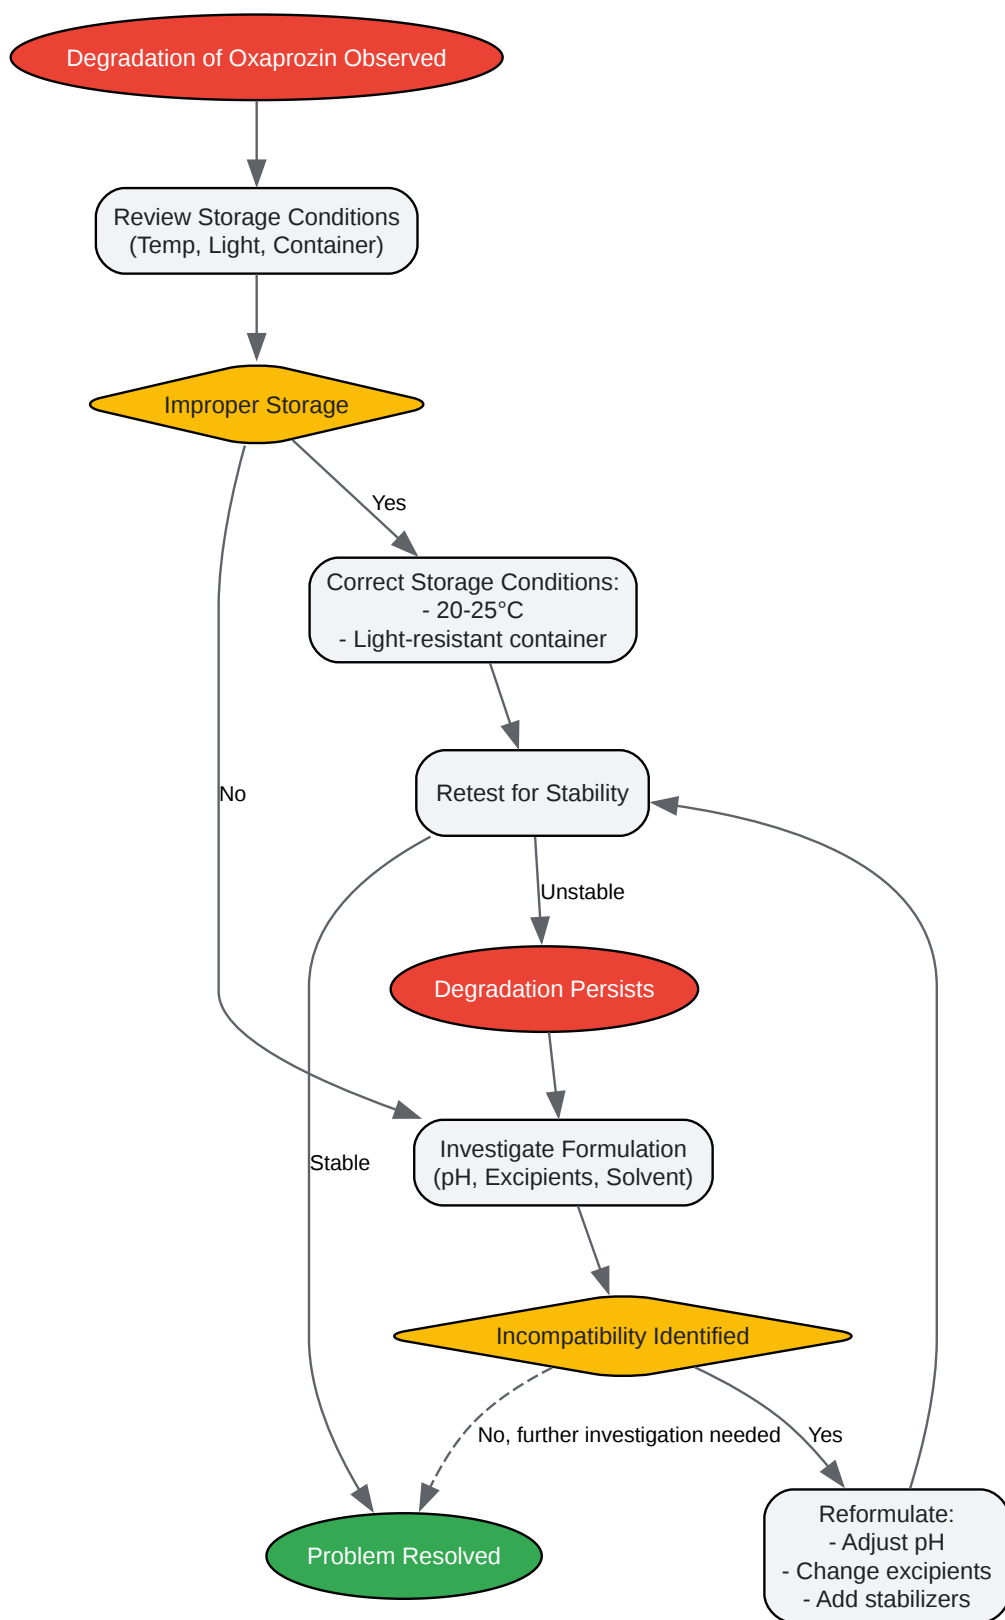 Degradation of Oxaprozin Observed
Review Storage Conditions
(Temp, Light, Container)
Improper Storage
Yes
Correct Storage Conditions:
- 20-25°C
- Light-resistant container
Retest for Stability
No
Unstable
Degradation Persists
Investigate Formulation
(pH, Excipients, Solvent)
Stable
Incompatibility Identified
No, further investigation needed
Yes
Reformulate:
- Adjust pH
- Change excipients
- Add stabilizers
Problem Resolved